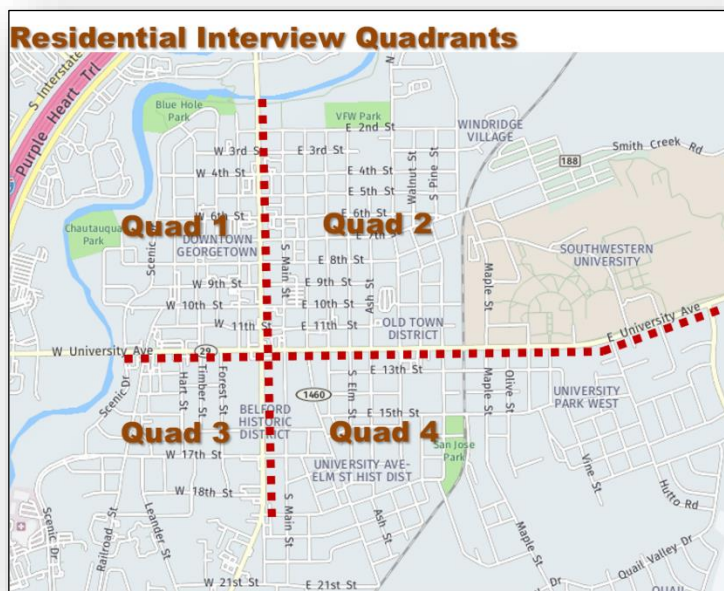 Residential Interview Quadrants
S Interstate
Purple Heart Trl
Blue Hole
Park
VFW Park
N
E 2nd St
WINDRIDGE
VILLAGE
Smith Creek Rd
188
W 3rd St
E 3rd St
W 4th St
E 4th St
Walnut St
S Pine St
E 5th St
W 6th St
E 6th St
E 7th St
Quad 1
Quad 2
Chautauqua
Park
Scenic
DOWNTOWN
GEORGETOWN
S Main St
SOUTHWESTERN
UNIVERSITY
E 8th St
W 9th St
E 9th St
Ash St
Maple St
W 10th St
E 10th St
W 11th St
E 11th St
OLD TOWN
DISTRICT
E University Ave
W University Ave
29
E 13th St
Scenic Dr
Hart St
Timber St
Forest St
1460
S Elm St
Maple St
Olive St
UNIVERSITY
PARK WEST
BELFORD
HISTORIC
DISTRICT
E 15th St
Quad 3
Quad 4
San Jose
Park
W 17th St
UNIVERSITY AVE-
ELM ST HIST DIST
Vine St
W 18th St
S Main St
Hutto Rd
Scenic Dr
Railroad St
Leander St
Ash St
Maple St
Quail Valley Dr
W 21st St
E 21st St
Dr
QUAIL